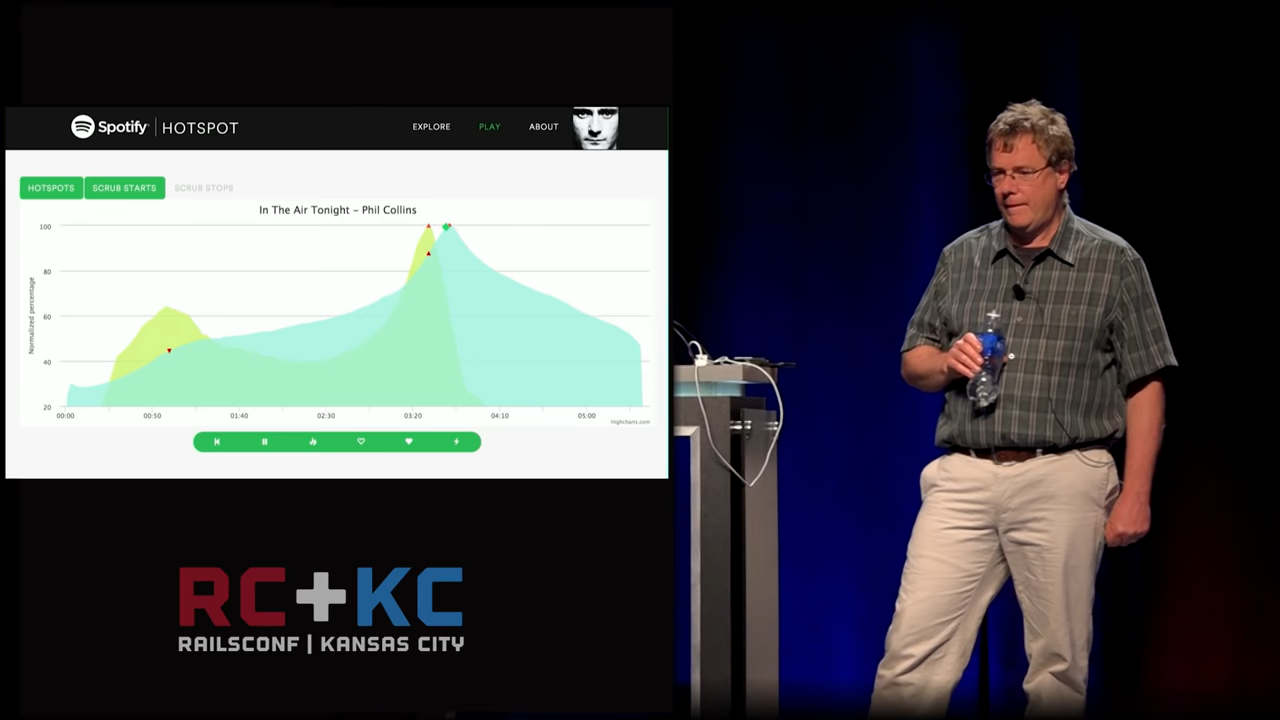 Spotify | HOTSPOT
EXPLORE PLAY ABOUT
HOTSPOTS SCRUB STARTS SCRUB STOPS
In The Air Tonight – Phil Collins
Normalized percentage
100
80
60
40
20
00:00 00:50 01:40 02:30 03:20 04:10 05:00
Highcharts.com
RC+KC
RAILSCONF | KANSAS CITY